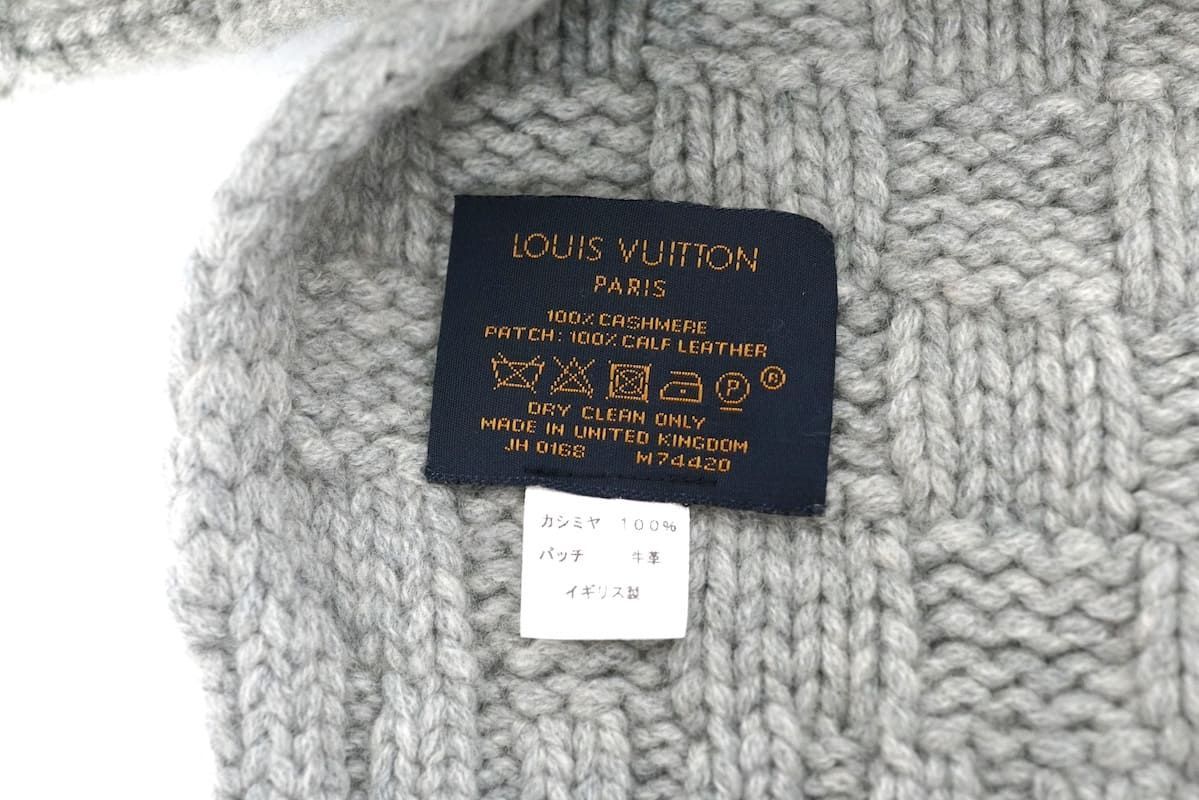 LOUIS VUITTON
PARIS
100% CASHMERE
PATCH: 100% CALF LEATHER
P ®
DRY CLEAN ONLY
MADE IN UNITED KINGDOM
JH 0168 M74420
カシミヤ 100%
パッチ 牛革
イギリス製